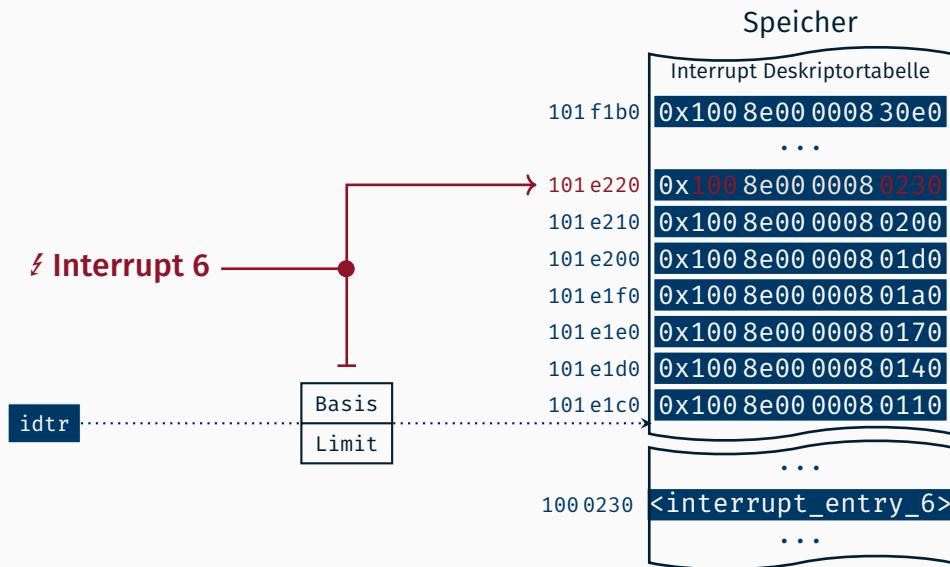 Speicher
Interrupt Deskriptortabelle
101 f1b0 0x100 8e00 0008 30e0
...
101 e220 0x100 8e00 0008 0230
101 e210 0x100 8e00 0008 0200
⚡ Interrupt 6
101 e200 0x100 8e00 0008 01d0
101 e1f0 0x100 8e00 0008 01a0
101 e1e0 0x100 8e00 0008 0170
101 e1d0 0x100 8e00 0008 0140
101 e1c0 0x100 8e00 0008 0110
idtr
Basis
Limit
...
100 0230 <interrupt_entry_6>
...